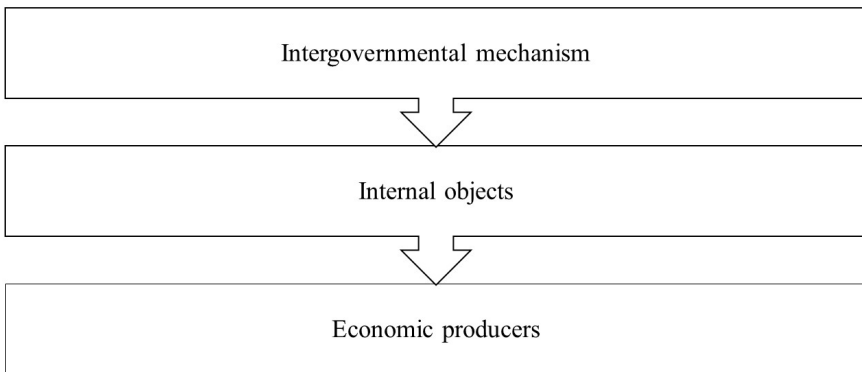 Intergovernmental mechanism
Internal objects
Economic producers